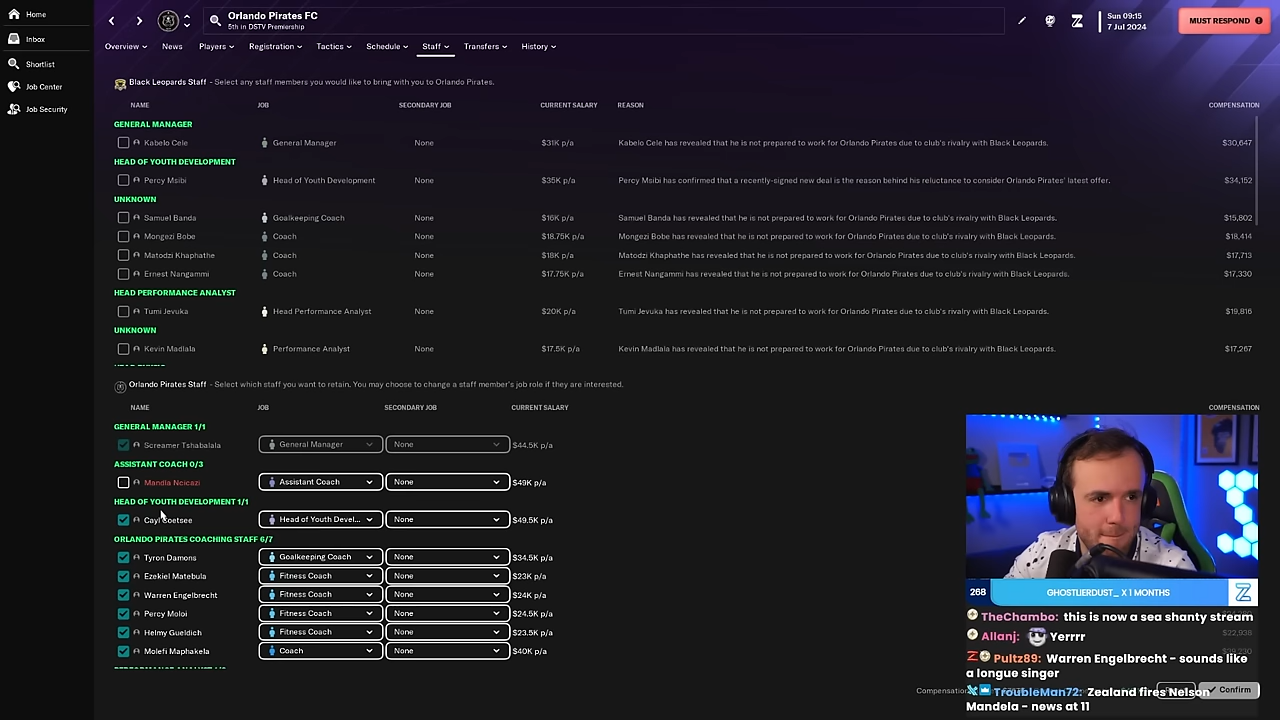 Home
Inbox
Shortlist
Job Center
Job Security
Orlando Pirates FC
5th in DSTV Premiership
Sun 09:15
7 Jul 2024
MUST RESPOND
Overview News Players Registration Tactics Schedule Staff Transfers History
Black Leopards Staff - Select any staff members you would like to bring with you to Orlando Pirates.
NAME JOB SECONDARY JOB CURRENT SALARY REASON COMPENSATION
GENERAL MANAGER
Kabelo Cele General Manager None $31K p/a Kabelo Cele has revealed that he is not prepared to work for Orlando Pirates due to club's rivalry with Black Leopards. $30,647
HEAD OF YOUTH DEVELOPMENT
Percy Msibi Head of Youth Development None $35K p/a Percy Msibi has confirmed that a recently-signed new deal is the reason behind his reluctance to consider Orlando Pirates' latest offer. $34,152
UNKNOWN
Samuel Banda Goalkeeping Coach None $16K p/a Samuel Banda has revealed that he is not prepared to work for Orlando Pirates due to club's rivalry with Black Leopards. $15,802
Mongezi Bobe Coach None $18.75K p/a Mongezi Bobe has revealed that he is not prepared to work for Orlando Pirates due to club's rivalry with Black Leopards. $18,414
Matodzi Khaphathe Coach None $18K p/a Matodzi Khaphathe has revealed that he is not prepared to work for Orlando Pirates due to club's rivalry with Black Leopards. $17,713
Ernest Nangammi Coach None $17.75K p/a Ernest Nangammi has revealed that he is not prepared to work for Orlando Pirates due to club's rivalry with Black Leopards. $17,330
HEAD PERFORMANCE ANALYST
Tumi Jevuka Head Performance Analyst None $20K p/a Tumi Jevuka has revealed that he is not prepared to work for Orlando Pirates due to club's rivalry with Black Leopards. $19,816
UNKNOWN
Kevin Madlala Performance Analyst None $17.5K p/a Kevin Madlala has revealed that he is not prepared to work for Orlando Pirates due to club's rivalry with Black Leopards. $17,267
Orlando Pirates Staff - Select which staff you want to retain. You may choose to change a staff member's job role if they are interested.
NAME JOB SECONDARY JOB CURRENT SALARY COMPENSATION
GENERAL MANAGER 1/1
Screamer Tshabalala General Manager None $44.5K p/a
ASSISTANT COACH 0/3
Mandla Ncicazi Assistant Coach None $49K p/a
HEAD OF YOUTH DEVELOPMENT 1/1
Coetsee Head of Youth Devel... None $49.5K p/a
ORLANDO PIRATES COACHING STAFF 6/7
Tyron Damons Goalkeeping Coach None $34.5K p/a
Ezekiel Matebula Fitness Coach None $23K p/a
Warren Engelbrecht Fitness Coach None $24K p/a
Percy Moloi Fitness Coach None $24.5K p/a
Helmy Gueldich Fitness Coach None $23.5K p/a
Molefi Maphakela Coach None $40K p/a
268 GHOSTLIERDUST_ X 1 MONTHS
TheChambo: this is now a sea shanty stream
Allanj: Yerrr
Pultz89: Warren Engelbrecht - sounds like
a longue singer
TroubleMan72: Zealand fires Nelson
Mandela - news at 11
Compensation
Confirm